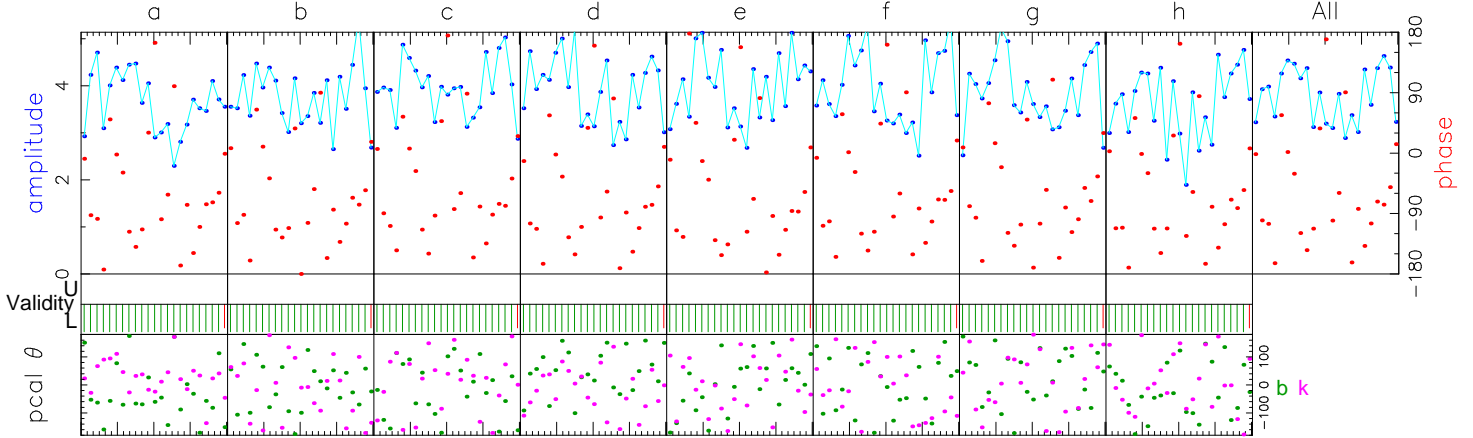 a b c d e f g h All
amplitude
4
2
0
180
90
0
-90
-180
phase
U
Validity
L
pcal θ
100
0
-100
b k